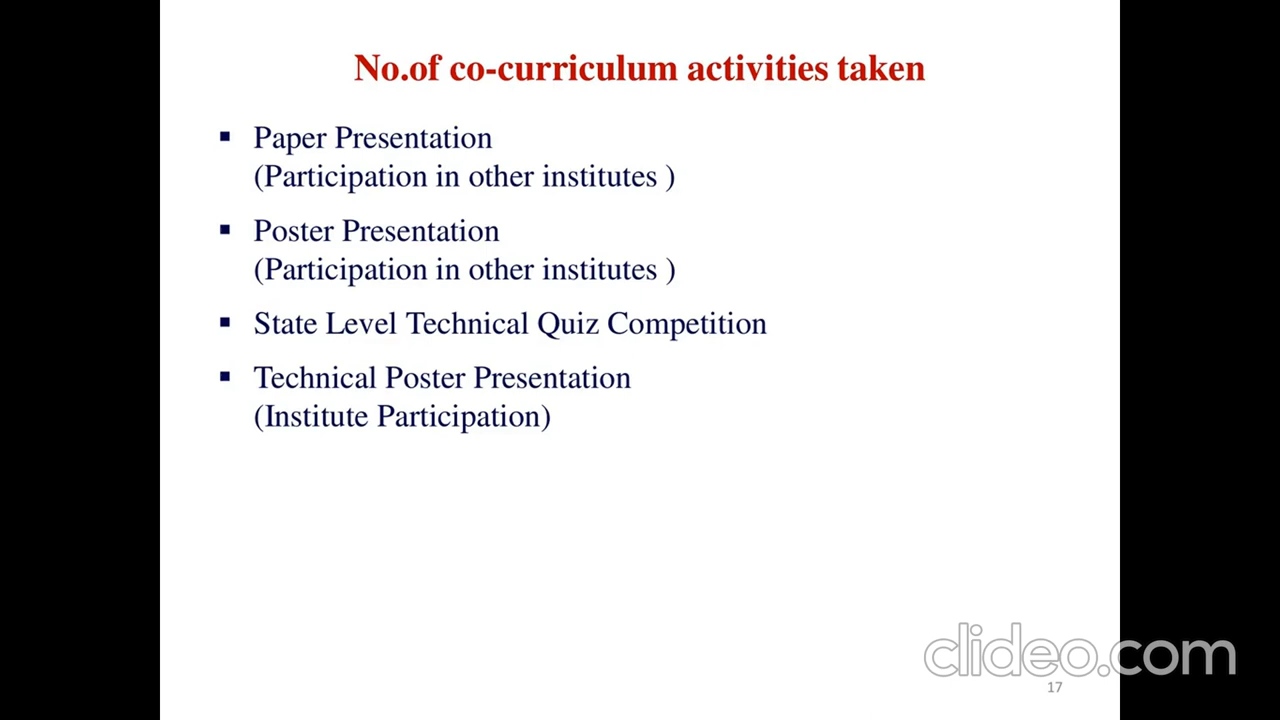 No.of co-curriculum activities taken
▪ Paper Presentation
(Participation in other institutes )
▪ Poster Presentation
(Participation in other institutes )
▪ State Level Technical Quiz Competition
▪ Technical Poster Presentation
(Institute Participation)
clideo.com
17